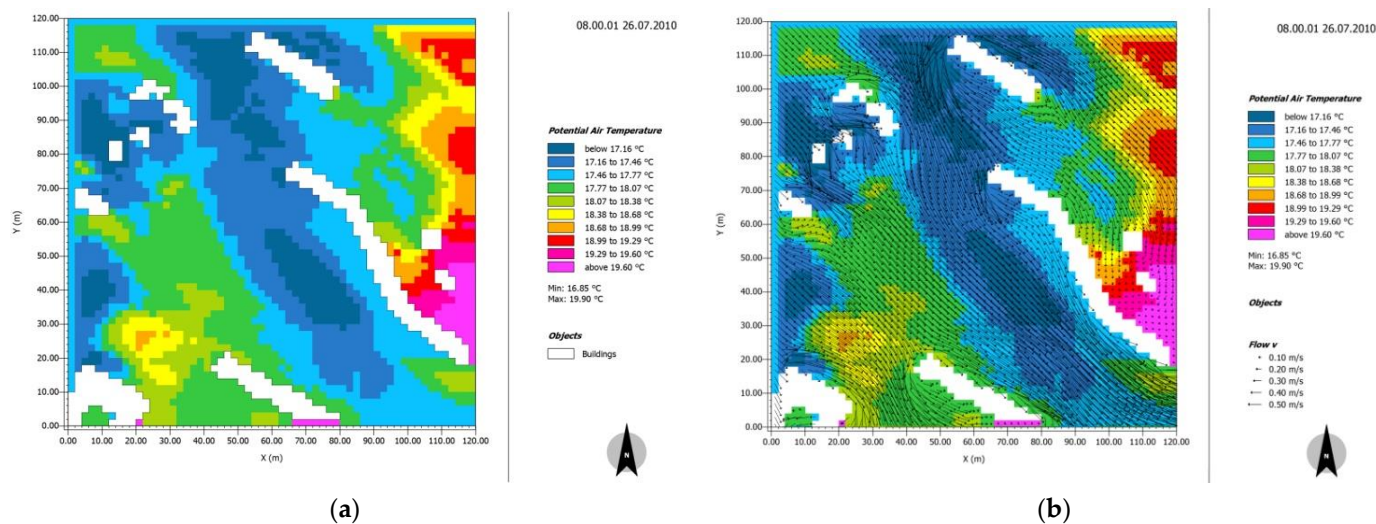 120.00
110.00
100.00
90.00
80.00
70.00
60.00
50.00
40.00
30.00
20.00
10.00
0.00
Y (m)
0.00 10.00 20.00 30.00 40.00 50.00 60.00 70.00 80.00 90.00 100.00 110.00 120.00
X (m)
08.00.01 26.07.2010
Potential Air Temperature
below 17.16 °C
17.16 to 17.46 °C
17.46 to 17.77 °C
17.77 to 18.07 °C
18.07 to 18.38 °C
18.38 to 18.68 °C
18.68 to 18.99 °C
18.99 to 19.29 °C
19.29 to 19.60 °C
above 19.60 °C
Min: 16.85 °C
Max: 19.90 °C
Objects
Buildings
N
(a)
120.00
110.00
100.00
90.00
80.00
70.00
60.00
50.00
40.00
30.00
20.00
10.00
0.00
Y (m)
0.00 10.00 20.00 30.00 40.00 50.00 60.00 70.00 80.00 90.00 100.00 110.00 120.00
X (m)
08.00.01 26.07.2010
Potential Air Temperature
below 17.16 °C
17.16 to 17.46 °C
17.46 to 17.77 °C
17.77 to 18.07 °C
18.07 to 18.38 °C
18.38 to 18.68 °C
18.68 to 18.99 °C
18.99 to 19.29 °C
19.29 to 19.60 °C
above 19.60 °C
Min: 16.85 °C
Max: 19.90 °C
Objects
Flow v
0.10 m/s
0.20 m/s
0.30 m/s
0.40 m/s
0.50 m/s
N
(b)